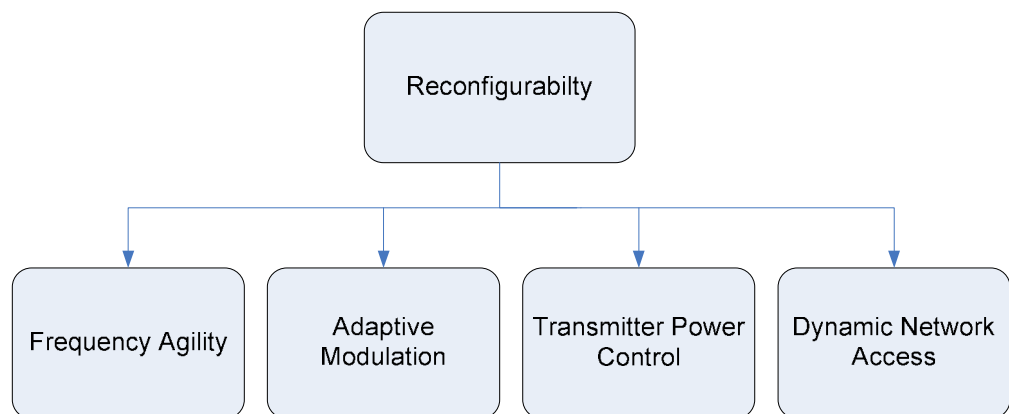 Reconfigurabilty
Frequency Agility
Adaptive
Modulation
Transmitter Power
Control
Dynamic Network
Access